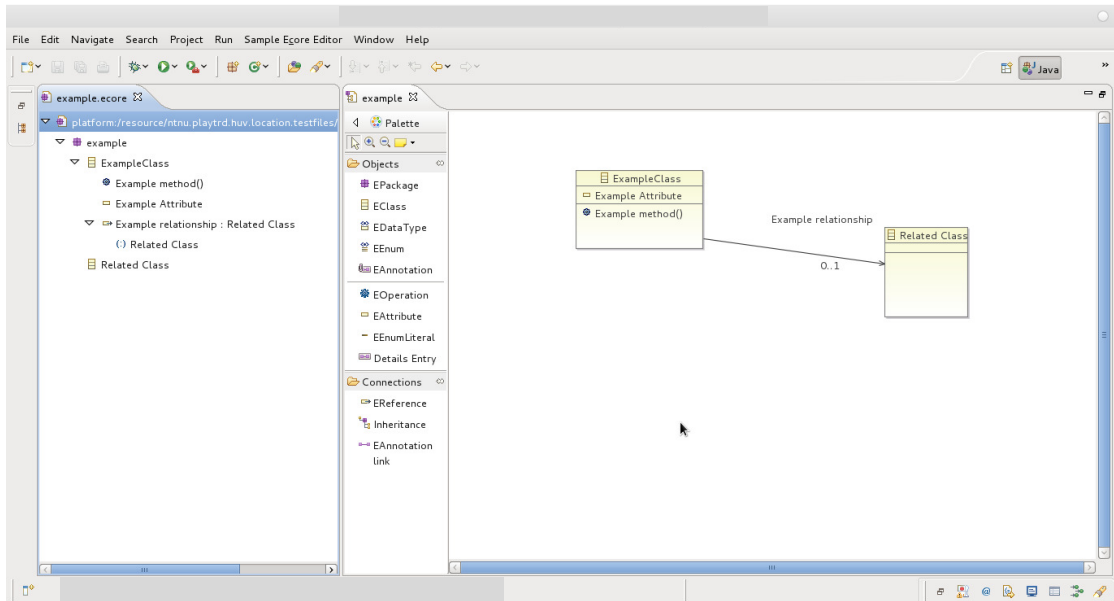 File Edit Navigate Search Project Run Sample Ecore Editor Window Help
Java
»
example.ecore
platform:/resource/ntnu.playtrd.huv.location.testfiles/
example
ExampleClass
Example method()
Example Attribute
Example relationship : Related Class
Related Class
Related Class
example
Palette
Objects
EPackage
EClass
EDataType
EEnum
EAnnotation
EOperation
EAttribute
EEnumLiteral
Details Entry
Connections
EReference
Inheritance
EAnnotation
link
ExampleClass
Example Attribute
Example method()
Example relationship
0..1
Related Class